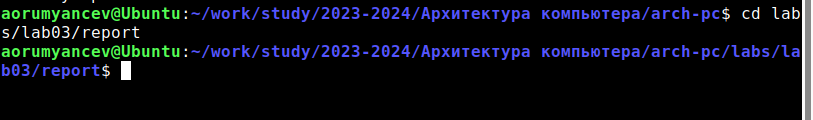 aorumyancev@Ubuntu:~/work/study/2023-2024/Архитектура компьютера/arch-pc$ cd lab
s/lab03/report
aorumyancev@Ubuntu:~/work/study/2023-2024/Архитектура компьютера/arch-pc/labs/la
b03/report$